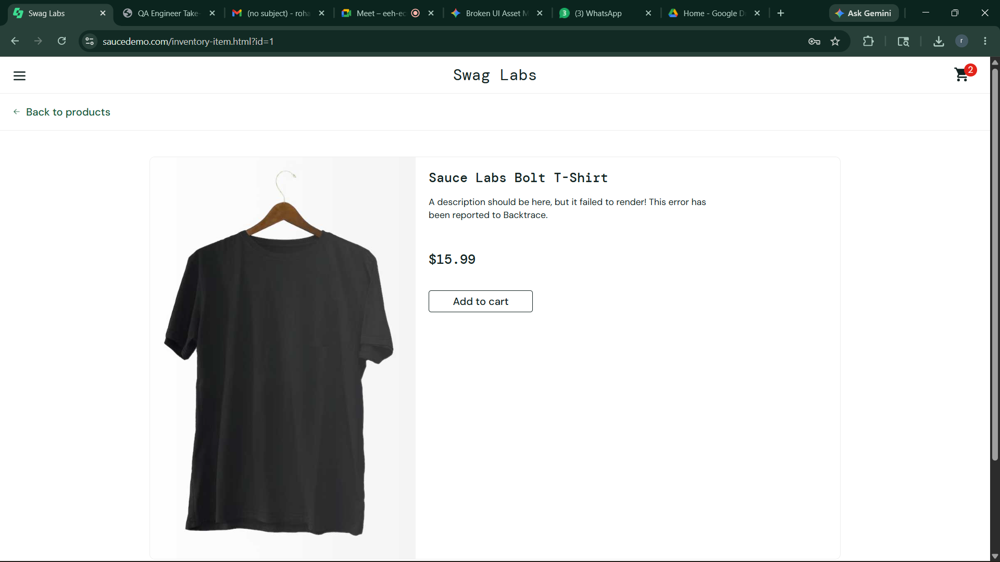 Swag Labs
QA Engineer Take-
(no subject) - roha
Meet – eeh-ec
Broken UI Asset M
3
(3) WhatsApp
Home - Google D
Ask Gemini
saucedemo.com/inventory-item.html?id=1
r
Swag Labs
2
Back to products
Sauce Labs Bolt T-Shirt
A description should be here, but it failed to render! This error has
been reported to Backtrace.
$15.99
Add to cart